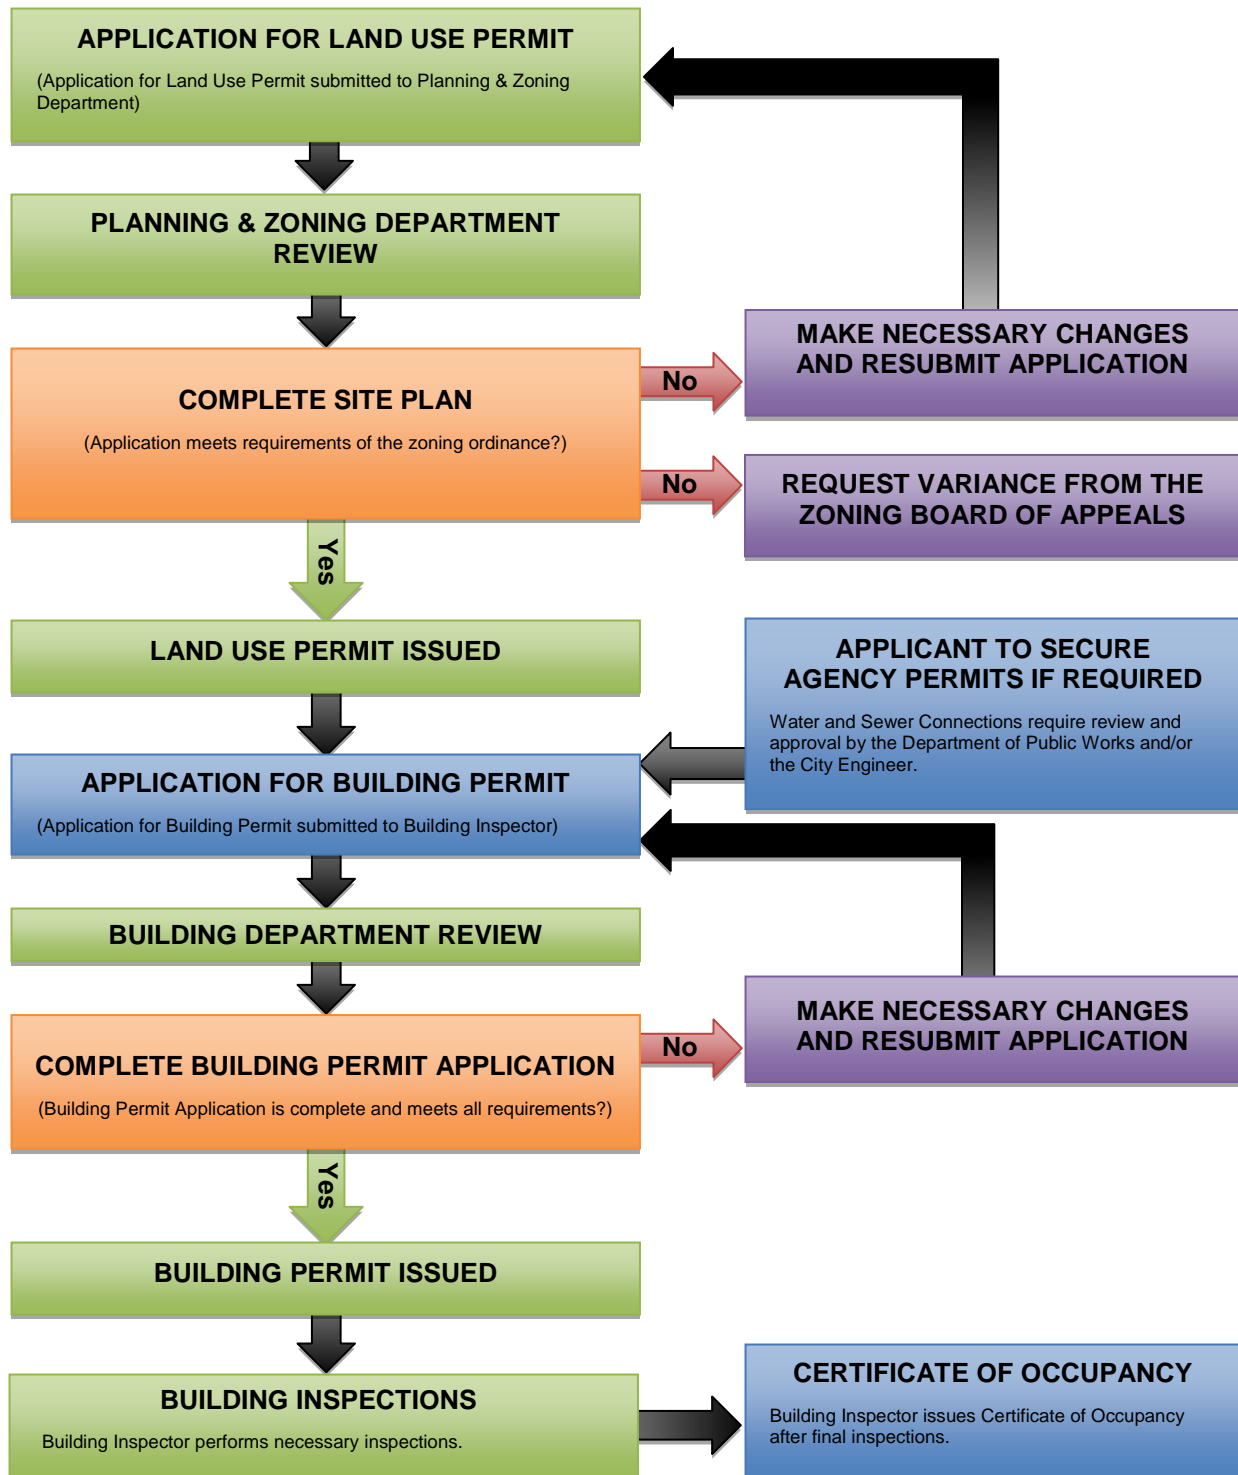 APPLICATION FOR LAND USE PERMIT
(Application for Land Use Permit submitted to Planning & Zoning
Department)
PLANNING & ZONING DEPARTMENT
REVIEW
MAKE NECESSARY CHANGES
AND RESUBMIT APPLICATION
No
COMPLETE SITE PLAN
(Application meets requirements of the zoning ordinance?)
No
REQUEST VARIANCE FROM THE
ZONING BOARD OF APPEALS
Yes
LAND USE PERMIT ISSUED
APPLICANT TO SECURE
AGENCY PERMITS IF REQUIRED
Water and Sewer Connections require review and
approval by the Department of Public Works and/or
the City Engineer.
APPLICATION FOR BUILDING PERMIT
(Application for Building Permit submitted to Building Inspector)
BUILDING DEPARTMENT REVIEW
MAKE NECESSARY CHANGES
AND RESUBMIT APPLICATION
No
COMPLETE BUILDING PERMIT APPLICATION
(Building Permit Application is complete and meets all requirements?)
Yes
BUILDING PERMIT ISSUED
BUILDING INSPECTIONS
Building Inspector performs necessary inspections.
CERTIFICATE OF OCCUPANCY
Building Inspector issues Certificate of Occupancy
after final inspections.